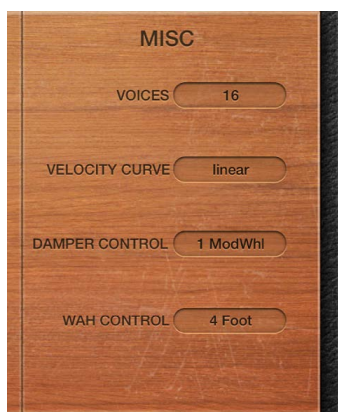 MISC
VOICES 16
VELOCITY CURVE linear
DAMPER CONTROL 1 ModWhl
WAH CONTROL 4 Foot